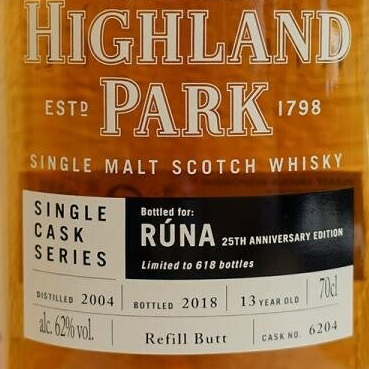 HIGHLAND
ESTD PARK 1798
SINGLE MALT SCOTCH WHISKY
SINGLE
CASK
SERIES
Bottled for:
RÚNA 25TH ANNIVERSARY EDITION
Limited to 618 bottles
DISTILLED 2004 BOTTLED 2018 13 YEAR OLD 70cl
alc. 62% vol. Refill Butt CASK NO. 6204